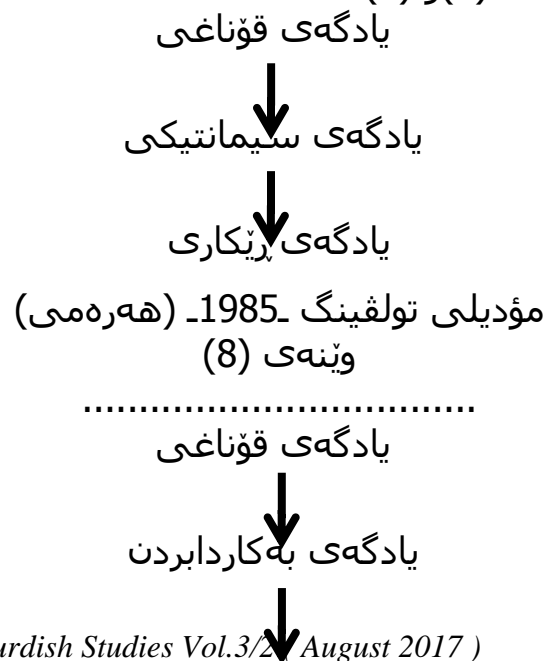 یادگەی قۆناغی
یادگەی سیمانتیکی
یادگەی ڕێکاری
مۆدیلی تولڤینگ ـ1985ـ (هەرەمی)
وێنەی (8)
...................................
یادگەی قۆناغی
یادگەی بەکاردابردن
urdish Studies Vol.3/2 ( August 2017 )